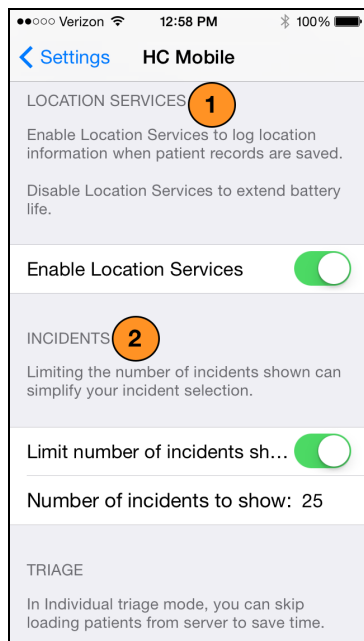 Verizon 12:58 PM 100%
Settings HC Mobile
LOCATION SERVICES 1
Enable Location Services to log location
information when patient records are saved.
Disable Location Services to extend battery
life.
Enable Location Services
INCIDENTS 2
Limiting the number of incidents shown can
simplify your incident selection.
Limit number of incidents sh...
Number of incidents to show: 25
TRIAGE
In Individual triage mode, you can skip
loading patients from server to save time.